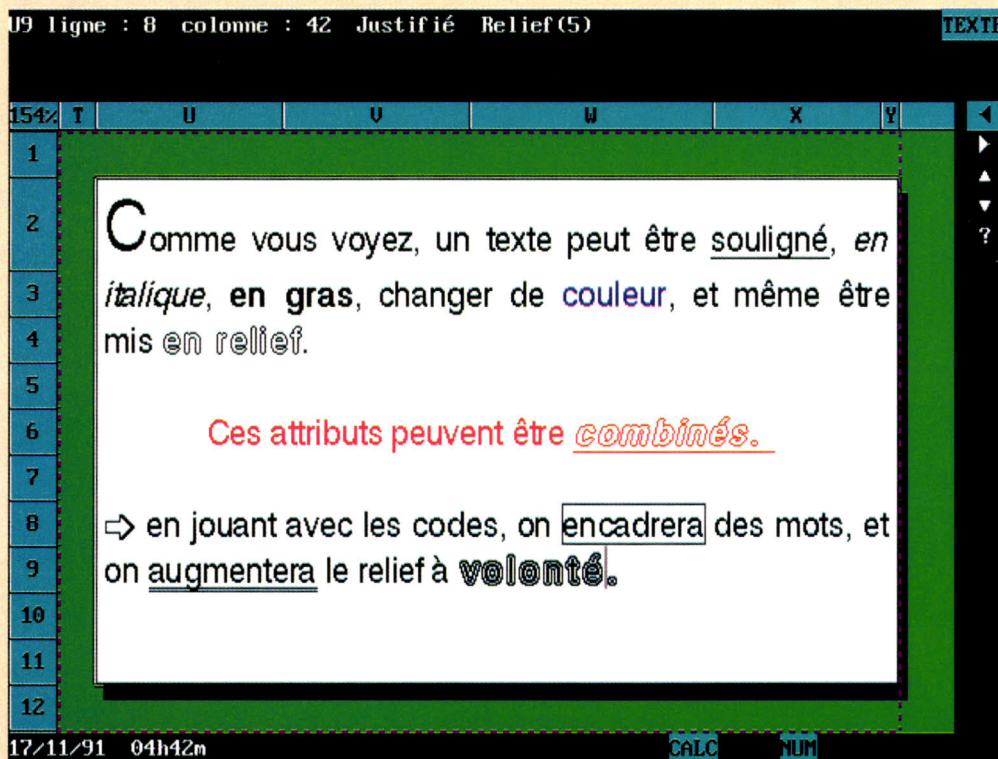 U9 ligne : 8 colonne : 42 Justifié Relief(5)
TEXTE
154% T U V W X Y
1
2
3
4
5
6
7
8
9
10
11
12
?
Comme vous voyez, un texte peut être souligné, en
italique, en gras, changer de couleur, et même être
mis en relief.
Ces attributs peuvent être combinés.
⇨ en jouant avec les codes, on encadrera des mots, et
on augmentera le relief à volonté.
17/11/91 04h42m CALC NUM